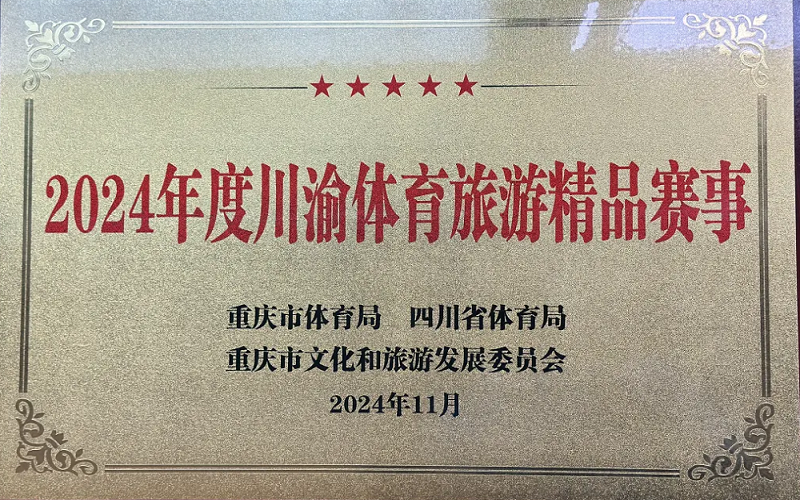 2024年度川渝体育旅游精品赛事
重庆市体育局 四川省体育局
重庆市文化和旅游发展委员会
2024年11月